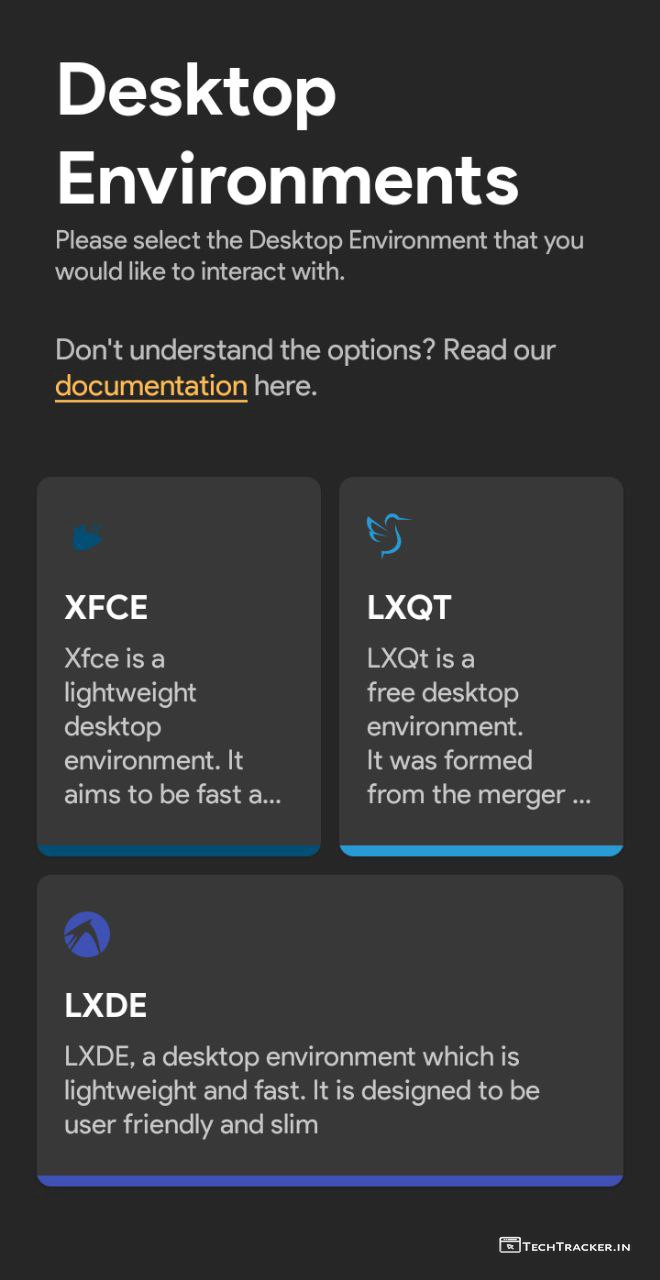 Desktop
Environments
Please select the Desktop Environment that you
would like to interact with.
Don't understand the options? Read our
documentation here.
XFCE
Xfce is a
lightweight
desktop
environment. It
aims to be fast a...
LXQT
LXQt is a
free desktop
environment.
It was formed
from the merger ...
LXDE
LXDE, a desktop environment which is
lightweight and fast. It is designed to be
user friendly and slim
TECHTRACKER.IN